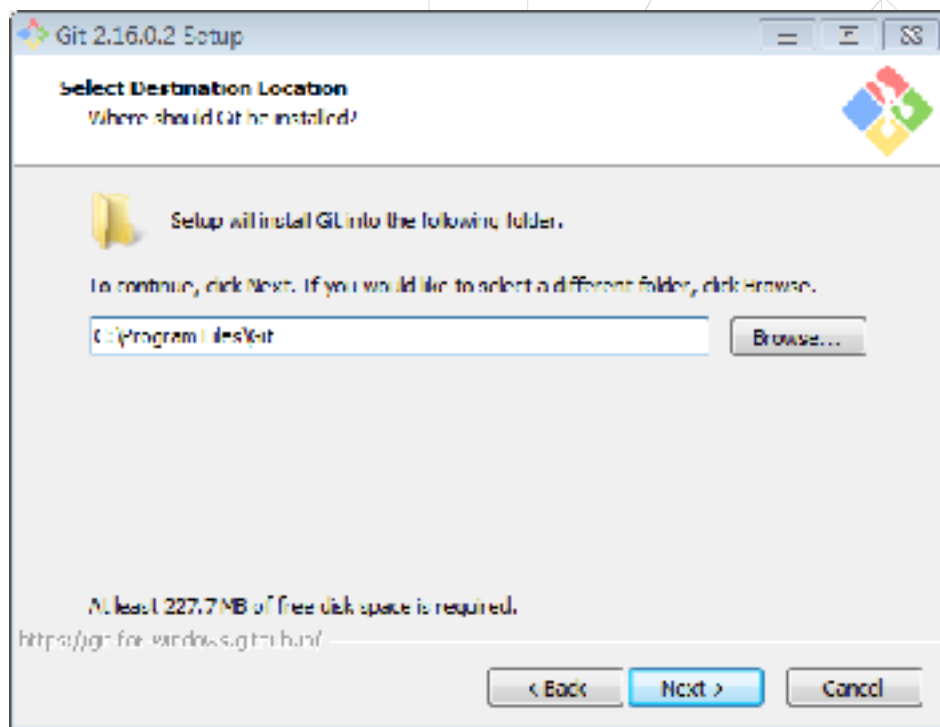 Git 2.16.0.2 Setup
Select Destination Location
Where should Git be installed?
Setup will install Git into the following folder.
To continue, click Next. If you would like to select a different folder, click Browse.
C:\Program Files\Git
Browse...
At least 227.7 MB of free disk space is required.
https://git-for-windows.github.io/
< Back
Next >
Cancel